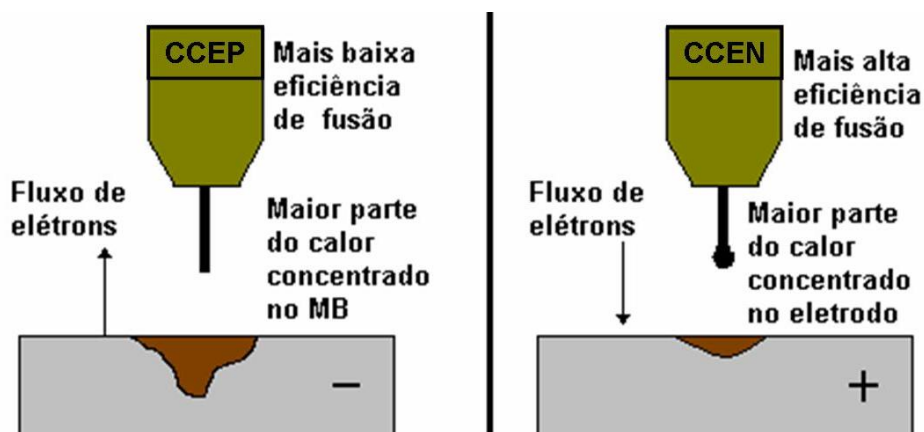 CCEP
Mais baixa
eficiência
de fusão
Fluxo de
elétrons
Maior parte
do calor
concentrado
no MB
−
CCEN
Mais alta
eficiência
de fusão
Fluxo de
elétrons
Maior parte
do calor
concentrado
no eletrodo
+